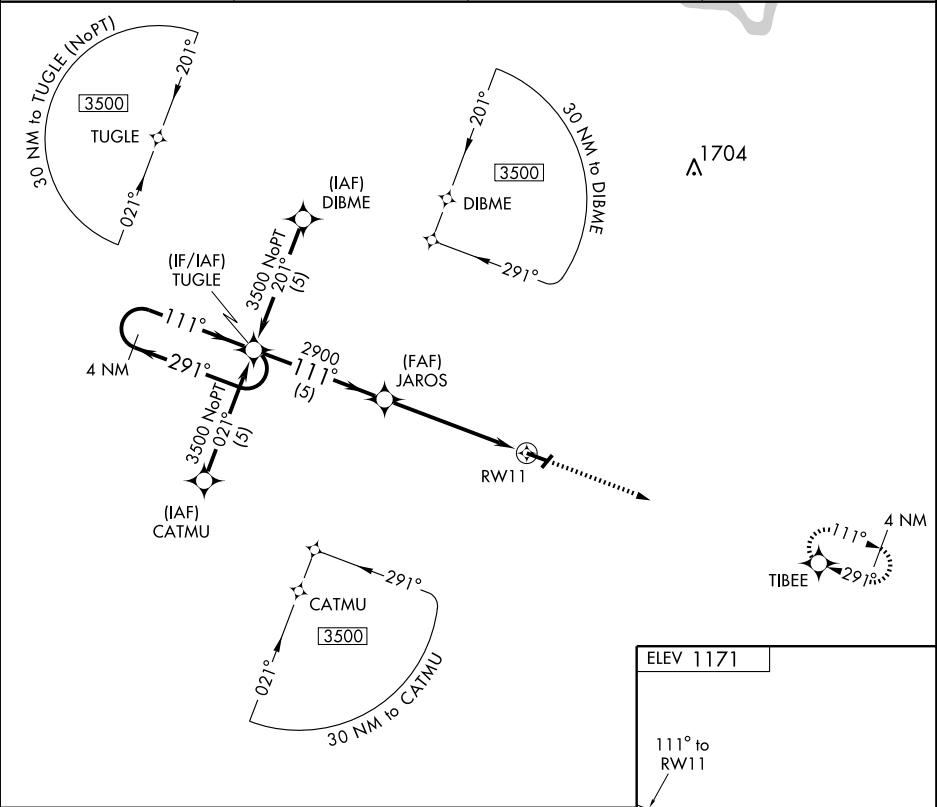 30 NM to TUGLE (NoPT)
201°
3500
TUGLE
021°
201°
30 NM to DIBME
3500
DIBME
291°
1704
(IAF)
DIBME
3500 NoPT
201°
(5)
(IF/IAF)
TUGLE
111°
4 NM
291°
2900
111°
(5)
(FAF)
JAROS
3500 NoPT
021°
(5)
RW11
(IAF)
CATMU
111°
4 NM
TIBEE
291°
291°
CATMU
3500
021°
30 NM to CATMU
ELEV 1171
111° to
RW11